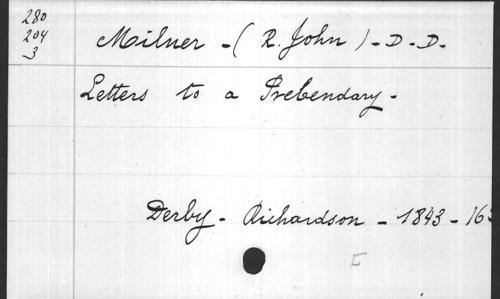 280
204
3
Milner - ( R. John ) - D. D.
Letters to a Prebendary -
Derby - Richardson - 1843 - 16
E